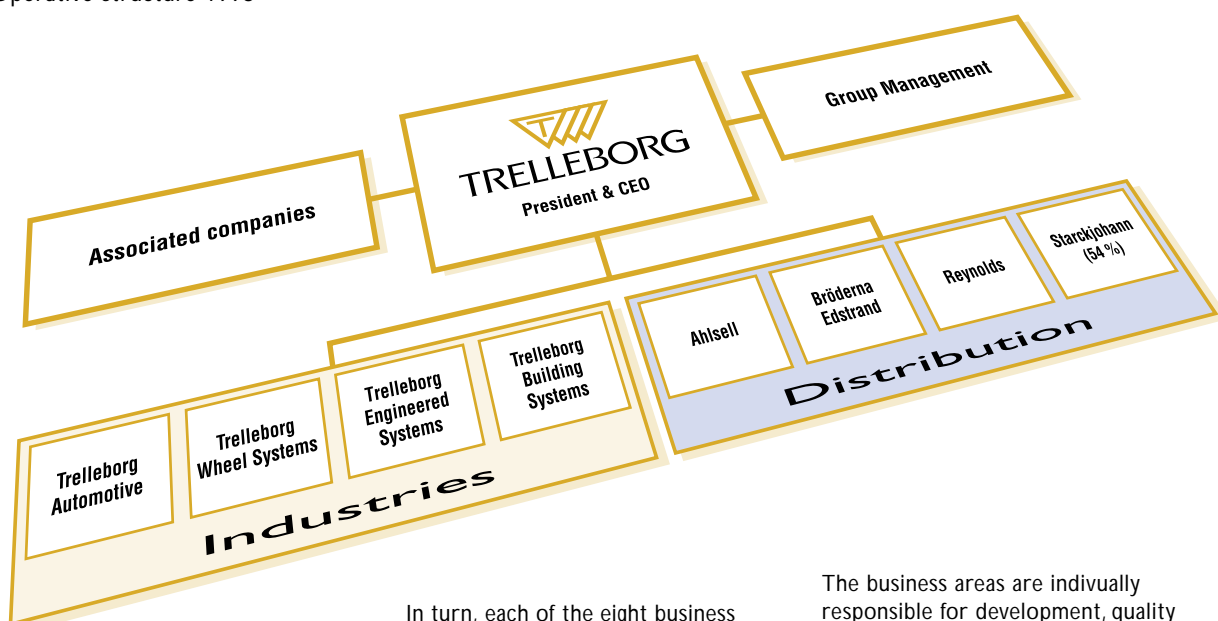 Group Management
TRELLEBORG
President & CEO
Associated companies
Starckjohann
(54 %)
Reynolds
Bröderna
Edstrand
Ahlsell
Distribution
Trelleborg
Building
Systems
Trelleborg
Engineered
Systems
Trelleborg
Wheel Systems
Trelleborg
Automotive
Industries
In turn, each of the eight business
The business areas are indivually
responsible for development, quality